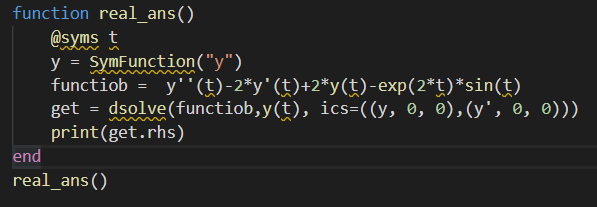 function real_ans()
@syms t
y = SymFunction("y")
functiob =  y''(t)-2*y'(t)+2*y(t)-exp(2*t)*sin(t)
get = dsolve(functiob,y(t), ics=((y, 0, 0),(y', 0, 0)))
print(get.rhs)
end
real_ans()